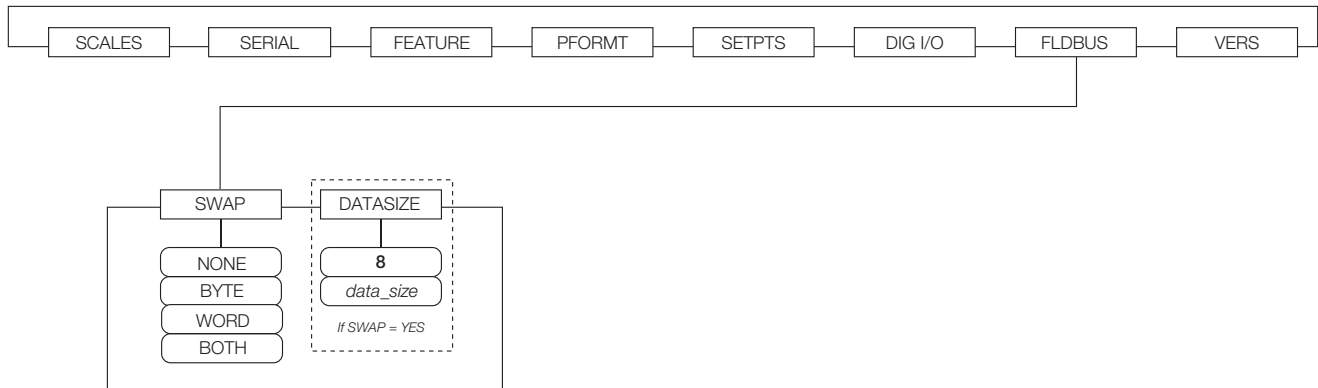 SCALES SERIAL FEATURE PFORMT SETPTS DIG I/O FLDBUS VERS
SWAP DATASIZE
NONE 8
BYTE data_size
WORD If SWAP = YES
BOTH